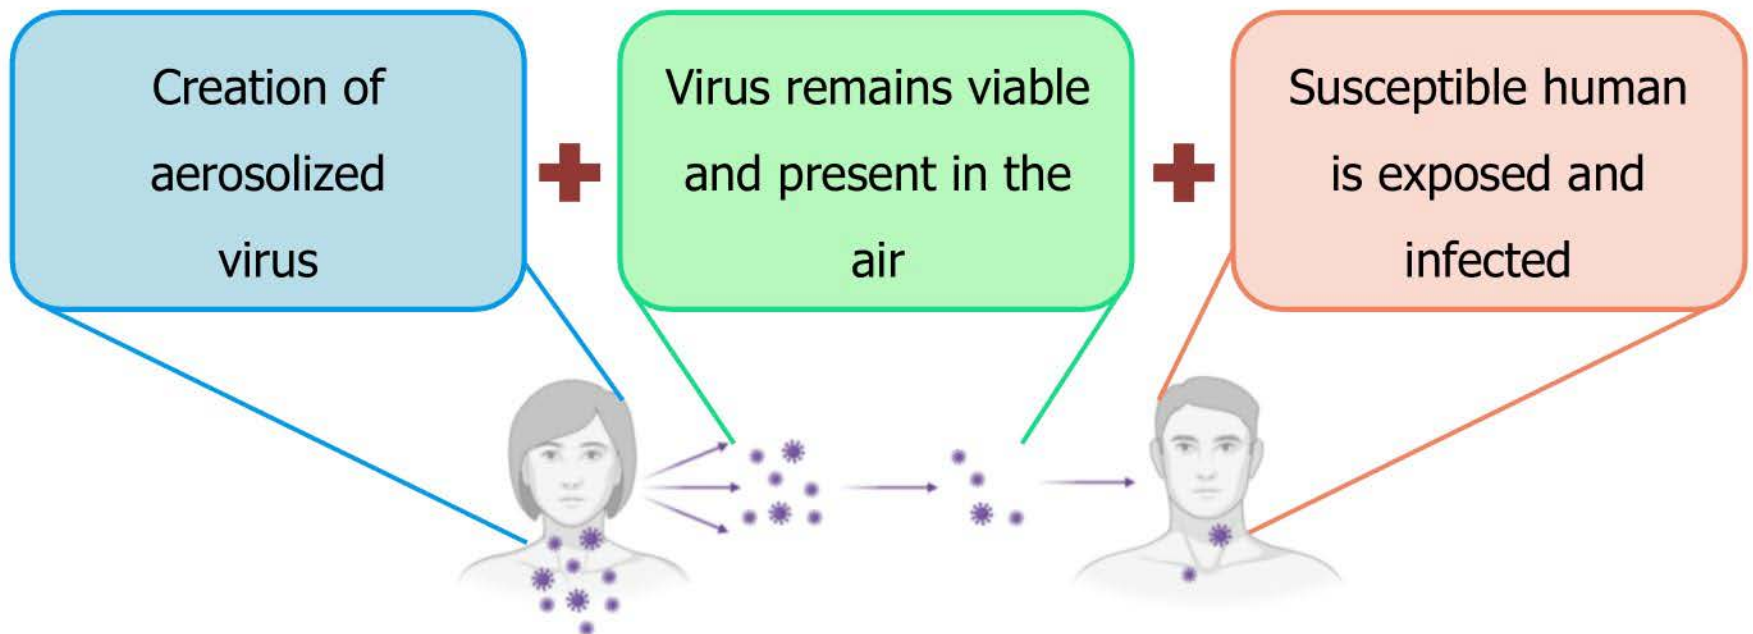 Creation of
aerosolized
virus
Virus remains viable
and present in the
air
Susceptible human
is exposed and
infected